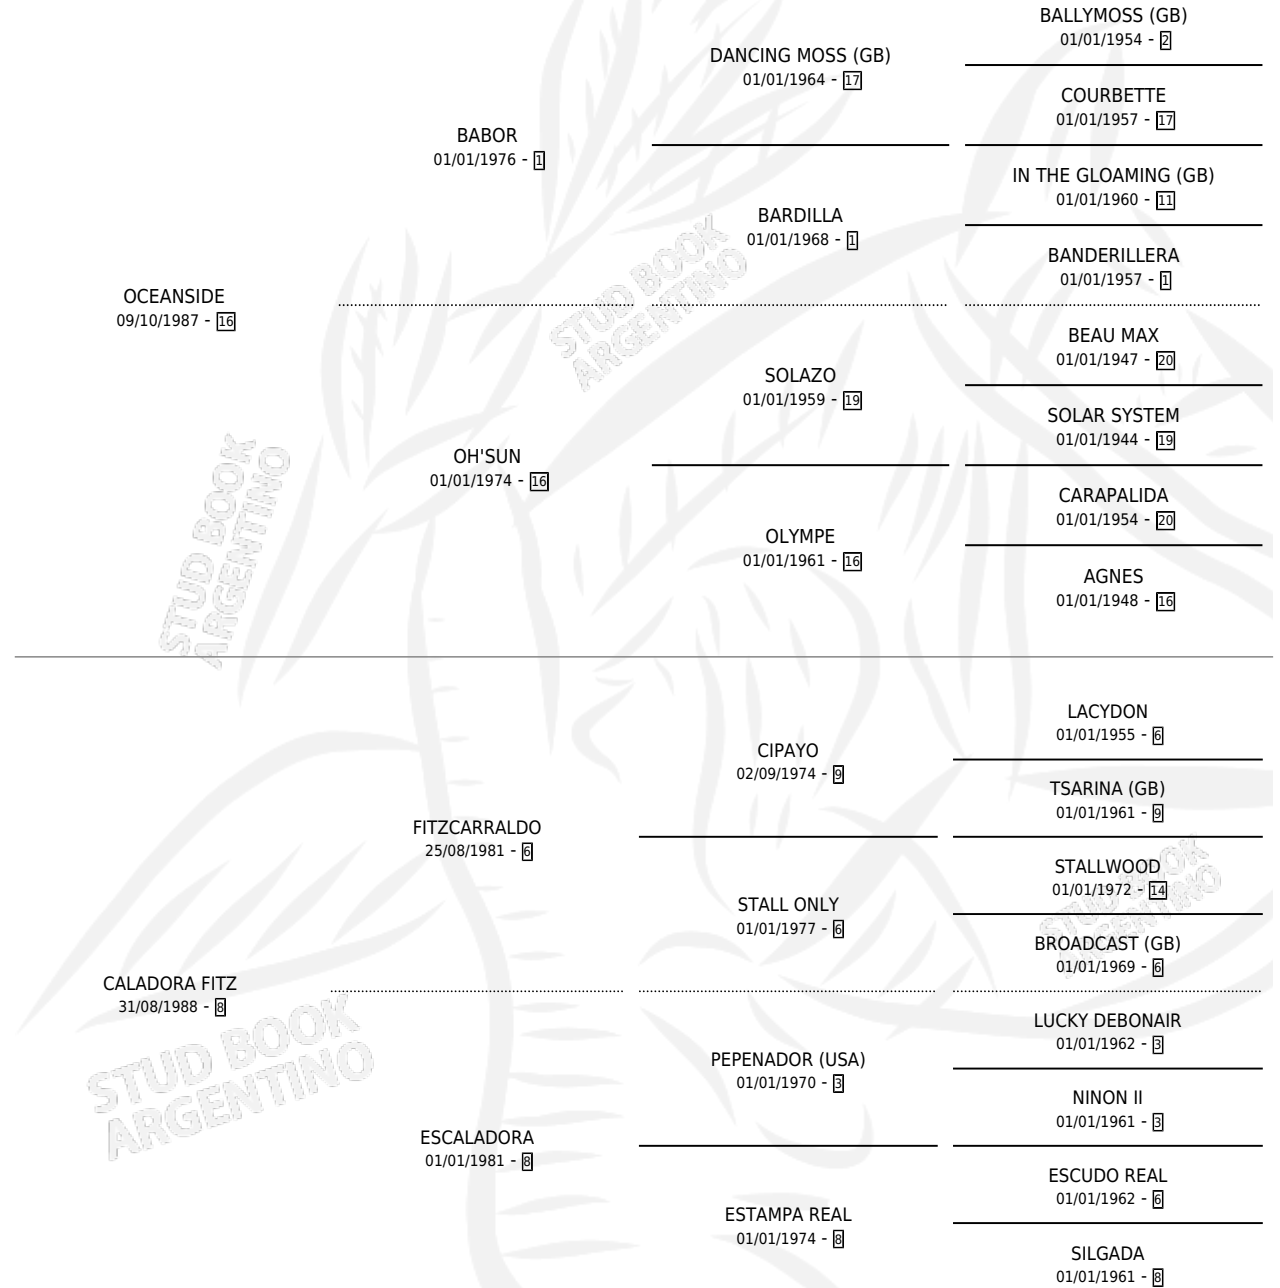 BALLYMOSS (GB)
01/01/1954 - 2
DANCING MOSS (GB)
01/01/1964 - 17
COURBETTE
01/01/1957 - 17
BABOR
01/01/1976 - 1
IN THE GLOAMING (GB)
01/01/1960 - 11
BARDILLA
01/01/1968 - 1
BANDERILLERA
01/01/1957 - 1
OCEANSIDE
09/10/1987 - 16
BEAU MAX
01/01/1947 - 20
SOLAZO
01/01/1959 - 19
SOLAR SYSTEM
01/01/1944 - 19
OH'SUN
01/01/1974 - 16
CARAPALIDA
01/01/1954 - 20
OLYMPE
01/01/1961 - 16
AGNES
01/01/1948 - 16
LACYDON
01/01/1955 - 6
CIPAYO
02/09/1974 - 9
TSARINA (GB)
01/01/1961 - 9
FITZCARRALDO
25/08/1981 - 6
STALLWOOD
01/01/1972 - 14
STALL ONLY
01/01/1977 - 6
BROADCAST (GB)
01/01/1969 - 6
CALADORA FITZ
31/08/1988 - 8
LUCKY DEBONAIR
01/01/1962 - 3
PEPENADOR (USA)
01/01/1970 - 3
NINON II
01/01/1961 - 3
ESCALADORA
01/01/1981 - 8
ESCUDO REAL
01/01/1962 - 6
ESTAMPA REAL
01/01/1974 - 8
SILGADA
01/01/1961 - 8
STUD BOOK
ARGENTINO
STUD BOOK
ARGENTINO
STUD BOOK
ARGENTINO
STUD BOOK
ARGENTINO